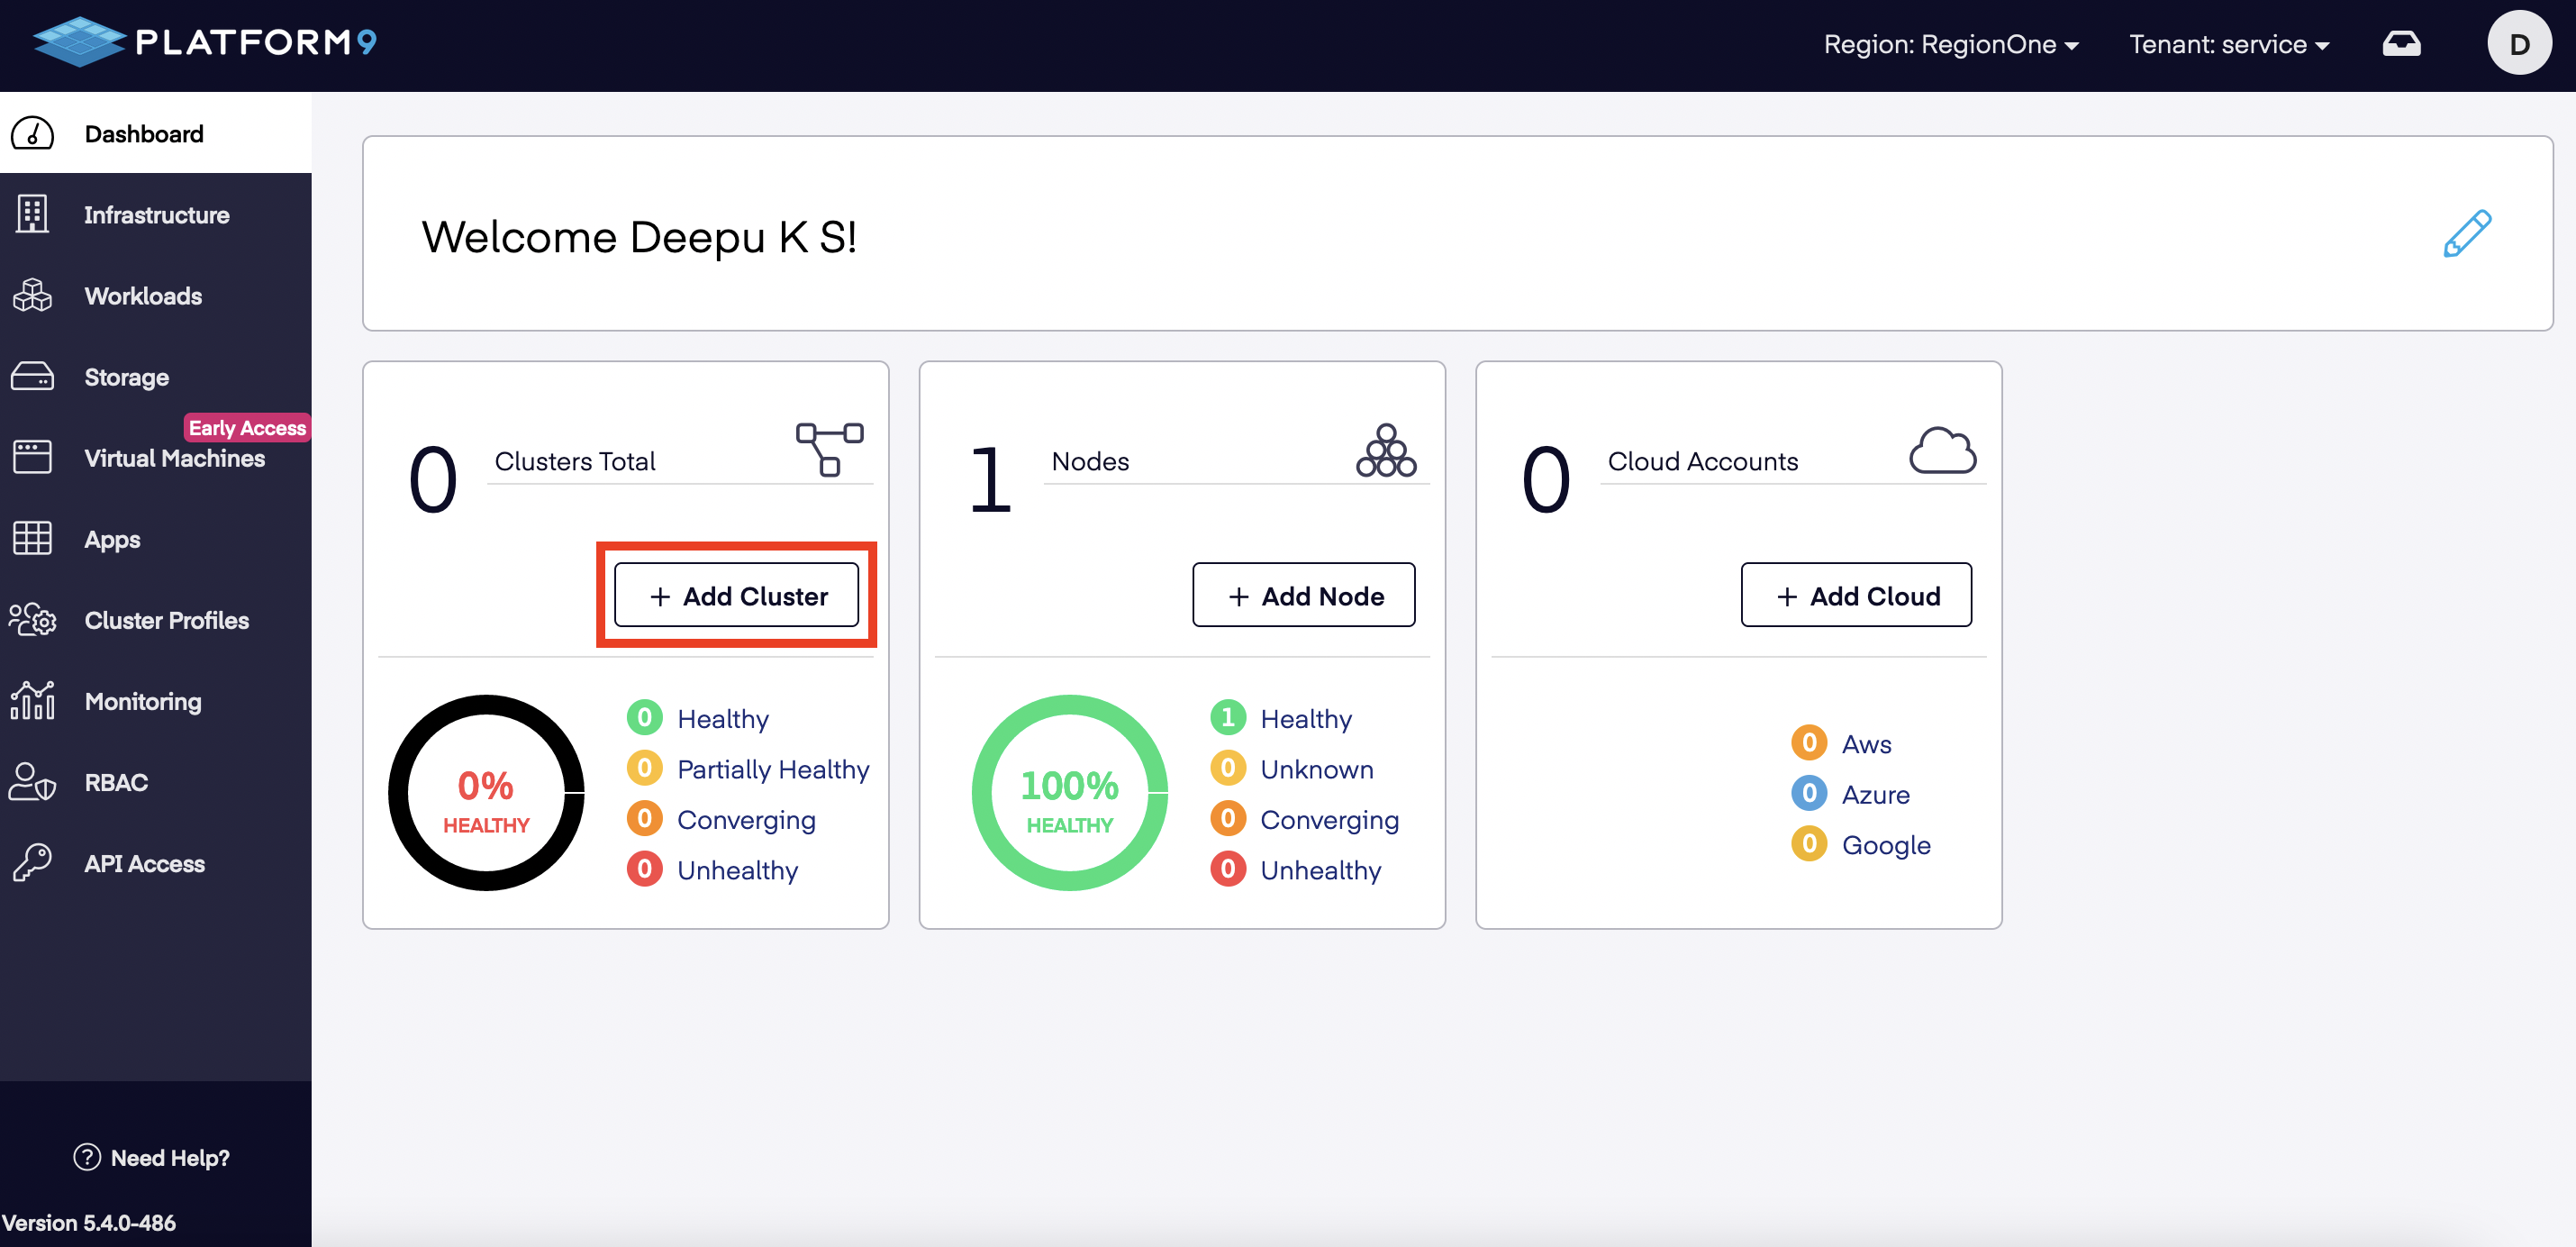 PLATFORM9
Region: RegionOne
Tenant: service
D
Dashboard
Infrastructure
Workloads
Storage
Early Access
Virtual Machines
Apps
Cluster Profiles
Monitoring
RBAC
API Access
Need Help?
Version 5.4.0-486
Welcome Deepu K S!
0 Clusters Total
+ Add Cluster
0%
HEALTHY
0 Healthy
0 Partially Healthy
0 Converging
0 Unhealthy
1 Nodes
+ Add Node
100%
HEALTHY
1 Healthy
0 Unknown
0 Converging
0 Unhealthy
0 Cloud Accounts
+ Add Cloud
0 Aws
0 Azure
0 Google